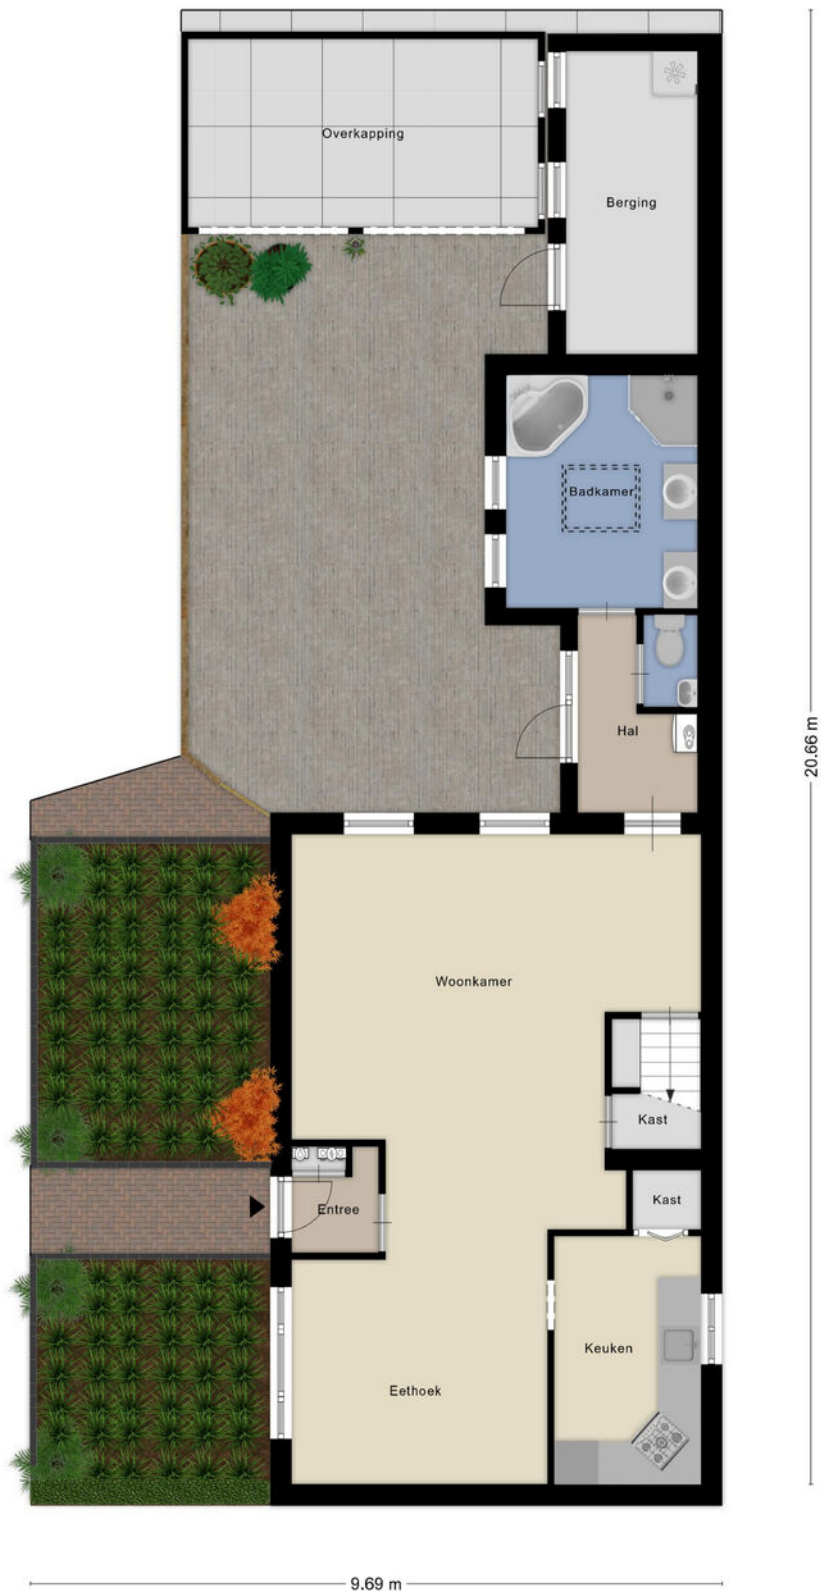 Overkapping
Berging
Badkamer
Hal
20.66 m
Woonkamer
Kast
Kast
Entree
Keuken
Eethoek
9.69 m